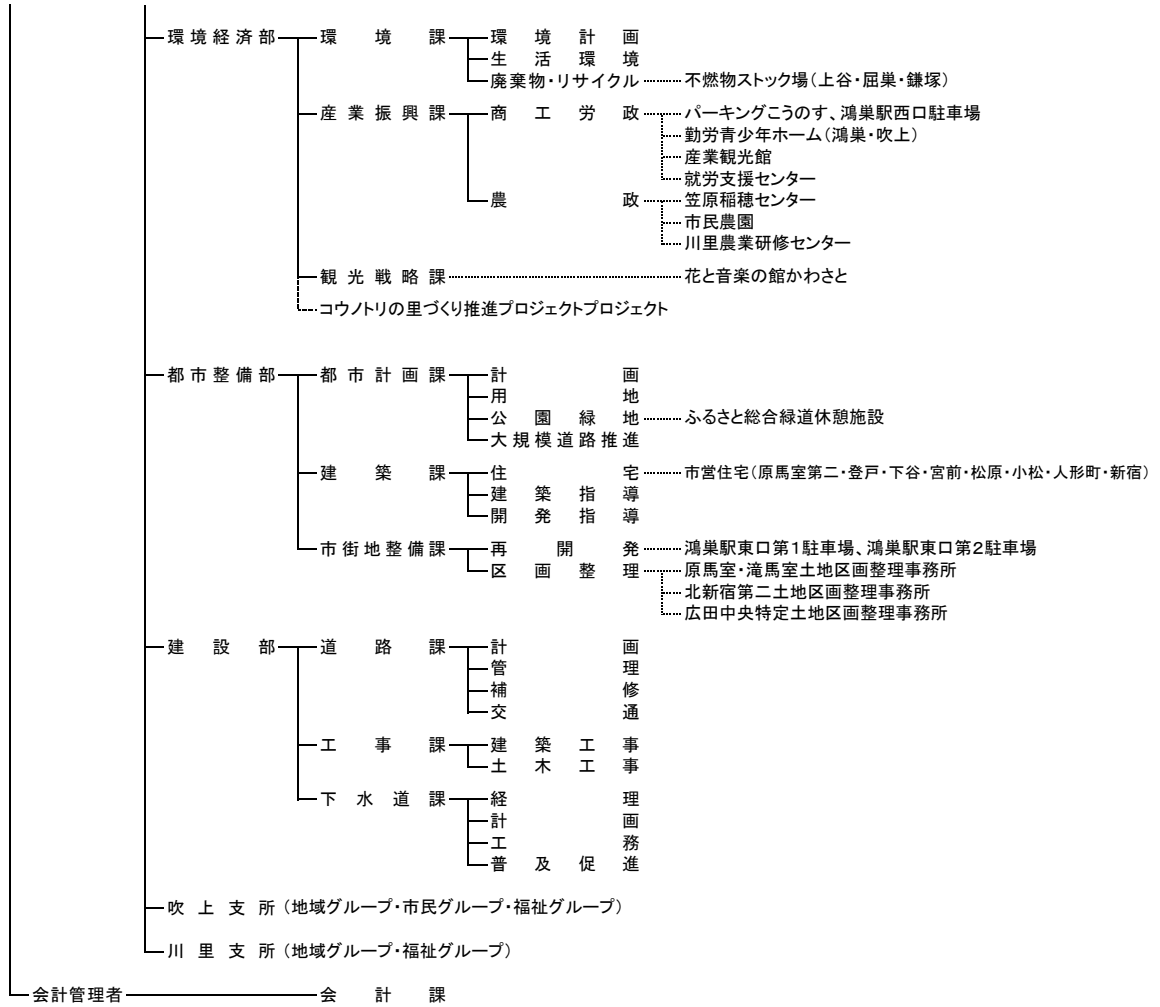 環境経済部 環境課 環境計画
生活環境
廃棄物・リサイクル 不燃物ストック場(上谷・屈巣・鎌塚)
産業振興課 商工労政 パーキングこうのす、鴻巣駅西口駐車場
勤労青少年ホーム(鴻巣・吹上)
産業観光館
就労支援センター
農政 笠原稲穂センター
市民農園
川里農業研修センター
観光戦略課 花と音楽の館かわさと
コウノトリの里づくり推進プロジェクトプロジェクト
都市整備部 都市計画課 計画
用地
公園緑地 ふるさと総合緑道休憩施設
大規模道路推進
建築課 住宅 市営住宅(原馬室第二・登戸・下谷・宮前・松原・小松・人形町・新宿)
建築指導
開発指導
市街地整備課 再開発 鴻巣駅東口第1駐車場、鴻巣駅東口第2駐車場
区画整理 原馬室・滝馬室土地区画整理事務所
北新宿第二土地区画整理事務所
広田中央特定土地区画整理事務所
建設部 道路課 計画
管理
補修
交通
工事課 建築工事
土木工事
下水道課 経理
計画
工務
普及促進
吹上支所(地域グループ・市民グループ・福祉グループ)
川里支所(地域グループ・福祉グループ)
会計管理者 会計課